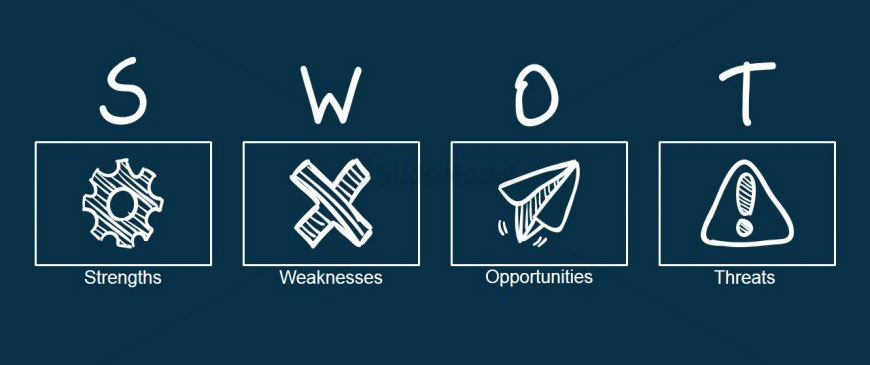 S W O T
Strengths Weaknesses Opportunities Threats